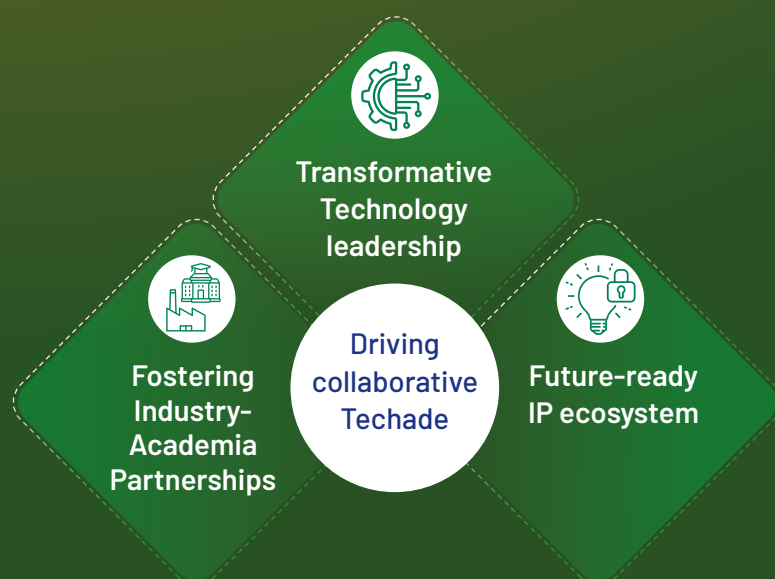 Transformative
Technology
leadership
Fostering
Industry-
Academia
Partnerships
Driving
collaborative
Techade
Future-ready
IP ecosystem